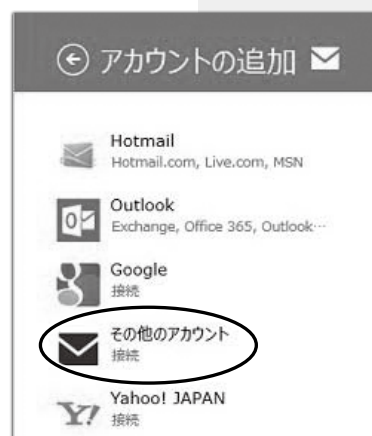 アカウントの追加
Hotmail
Hotmail.com, Live.com, MSN
Outlook
Exchange, Office 365, Outlook…
Google
接続
その他のアカウント
接続
Yahoo! JAPAN
接続